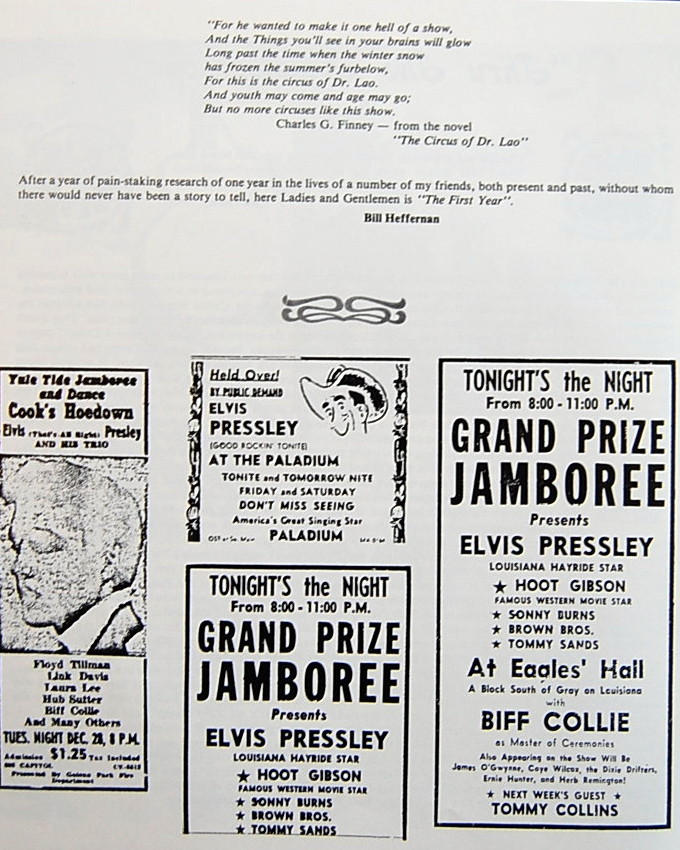 "For he wanted to make it one hell of a show,
And the Things you'll see in your brains will glow
Long past the time when the winter snow
has frozen the summer's furbelow,
For this is the circus of Dr. Lao.
And youth may come and age may go;
But no more circuses like this show.
Charles G. Finney — from the novel
"The Circus of Dr. Lao"
After a year of pain-staking research of one year in the lives of a number of my friends, both present and past, without whom
there would never have been a story to tell, here Ladies and Gentlemen is "The First Year".
Bill Heffernan
Yule Tide Jamboree
and Dance
Cook's Hoedown
Elvis (That's All Right) Presley
AND HIS TRIO
Floyd Tillman
Link Davis
Laura Lee
Hub Sutter
Biff Collie
And Many Others
TUES. NIGHT DEC. 28, 8 P.M.
Admission $1.25 Tax Included
CAPITOL
Presented By Galena Park Fire
Department
Held Over!
BY PUBLIC DEMAND
ELVIS
PRESSLEY
(GOOD ROCKIN' TONITE)
AT THE PALADIUM
TONITE and TOMORROW NITE
FRIDAY and SATURDAY
DON'T MISS SEEING
America's Great Singing Star
PALADIUM
TONIGHT'S the NIGHT
From 8:00 - 11:00 P.M.
GRAND PRIZE
JAMBOREE
Presents
ELVIS PRESSLEY
LOUISIANA HAYRIDE STAR
★ HOOT GIBSON
FAMOUS WESTERN MOVIE STAR
★ SONNY BURNS
★ BROWN BROS.
★ TOMMY SANDS
TONIGHT'S the NIGHT
From 8:00 - 11:00 P.M.
GRAND PRIZE
JAMBOREE
Presents
ELVIS PRESSLEY
LOUISIANA HAYRIDE STAR
★ HOOT GIBSON
FAMOUS WESTERN MOVIE STAR
★ SONNY BURNS
★ BROWN BROS.
★ TOMMY SANDS
At Eagles' Hall
A Block South of Gray on Louisiana
with
BIFF COLLIE
as Master of Ceremonies
Also Appearing on the Show Will Be
James O'Gwynne, Coye Wilcox, the Dixie Drifters,
Ernie Hunter, and Herb Remington!
★ NEXT WEEK'S GUEST ★
TOMMY COLLINS